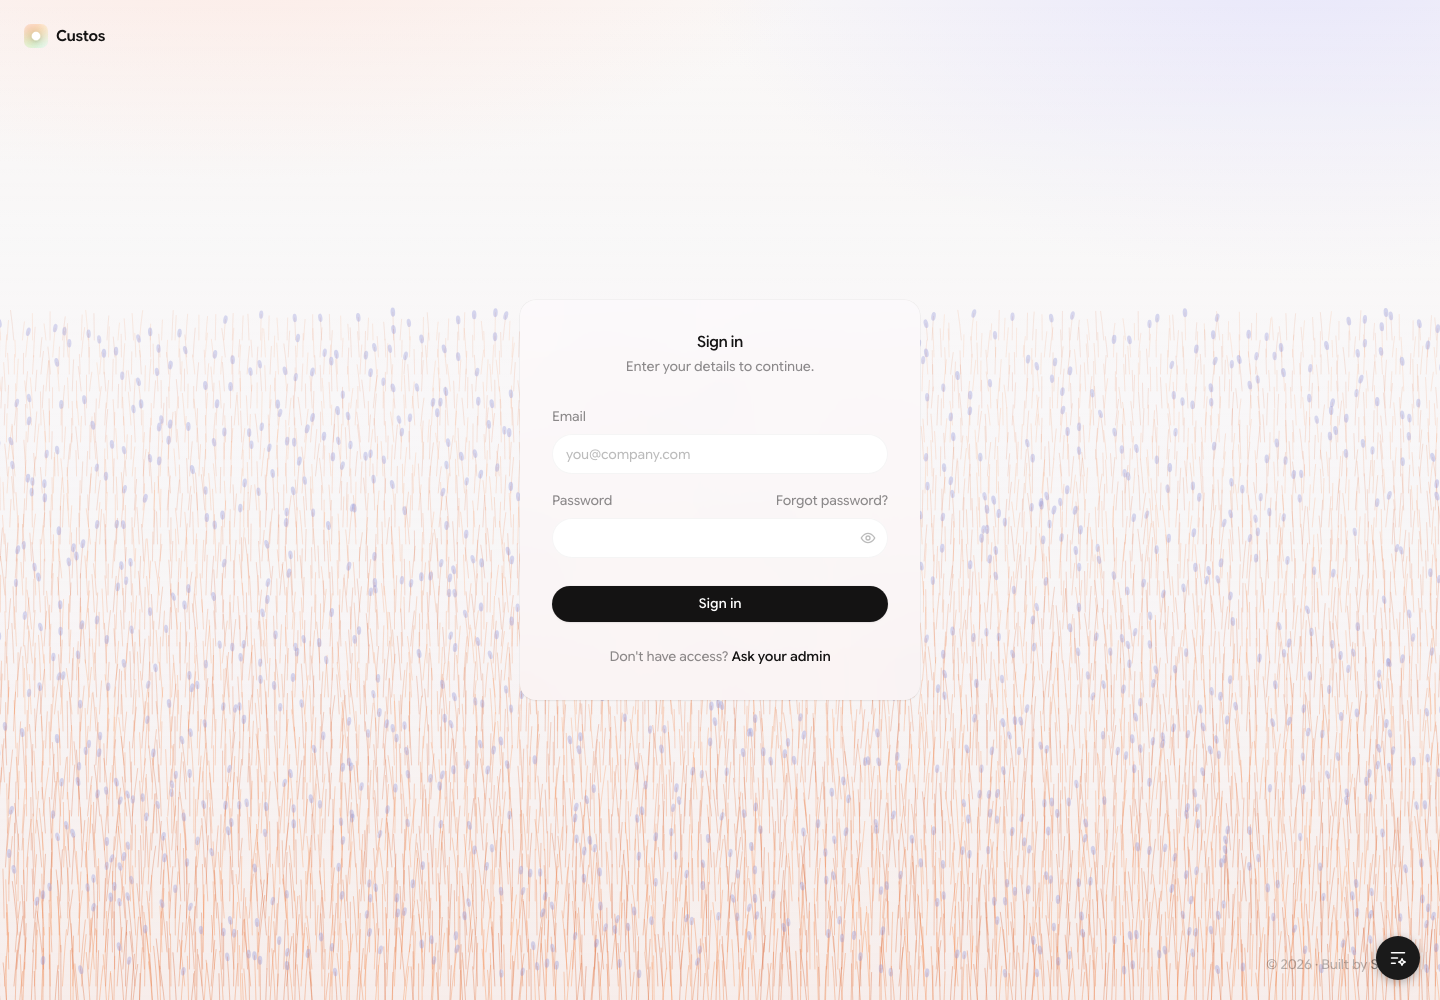 Custos
Sign in
Enter your details to continue.
Email
you@company.com
Password
Forgot password?
Sign in
Don't have access? Ask your admin
© 2026 · Built by